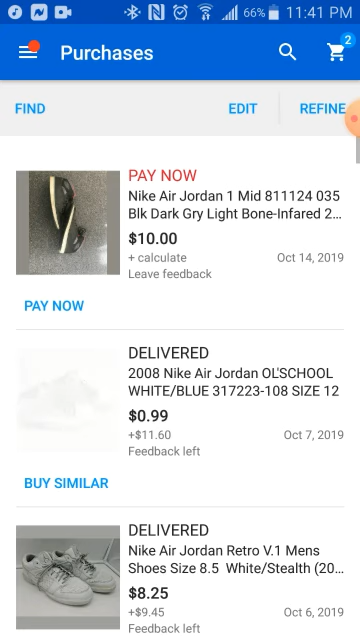 66% 11:41 PM
Purchases
2
FIND EDIT REFINE
PAY NOW
Nike Air Jordan 1 Mid 811124 035
Blk Dark Gry Light Bone-Infared 2...
$10.00
+ calculate Oct 14, 2019
Leave feedback
PAY NOW
DELIVERED
2008 Nike Air Jordan OL'SCHOOL
WHITE/BLUE 317223-108 SIZE 12
$0.99
+$11.60 Oct 7, 2019
Feedback left
BUY SIMILAR
DELIVERED
Nike Air Jordan Retro V.1 Mens
Shoes Size 8.5 White/Stealth (20...
$8.25
+$9.45 Oct 6, 2019
Feedback left